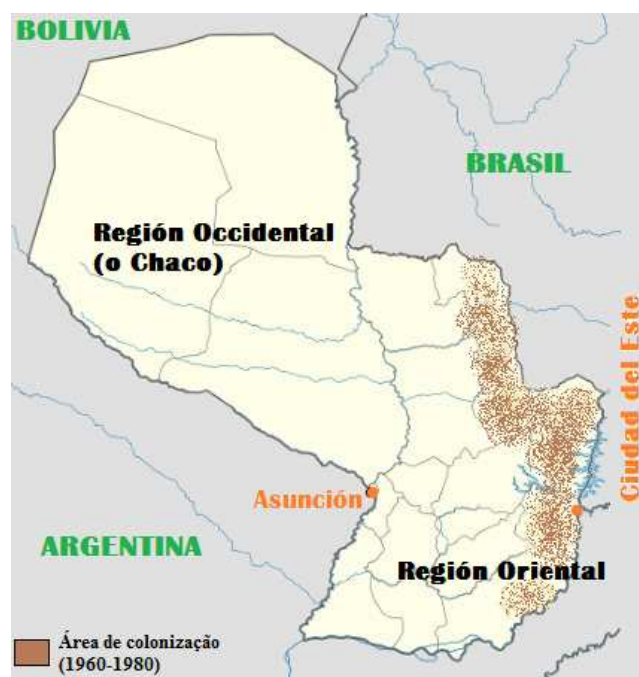 BOLIVIA
BRASIL
Región Occidental
(o Chaco)
Ciudad del Este
Asunción
ARGENTINA
Región Oriental
Área de colonização
(1960-1980)